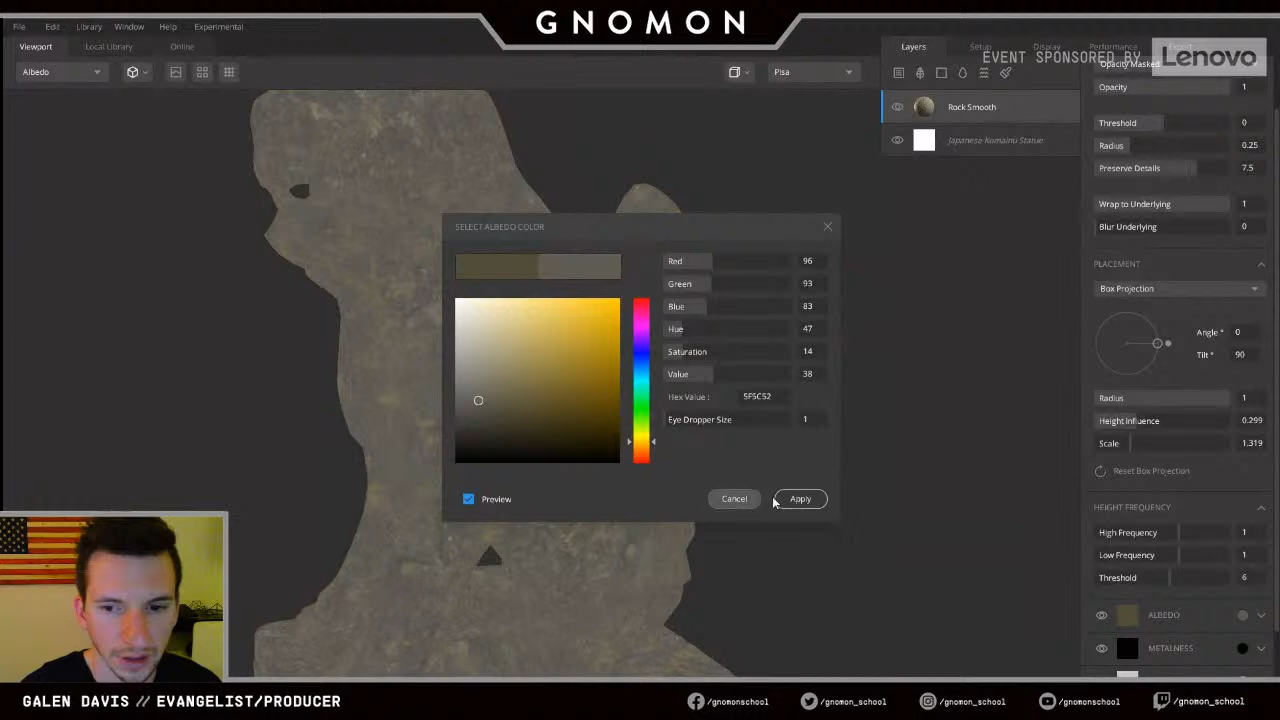 GNOMON
File Edit Library Window Help Experimental
Viewport Local Library Online
Layers Setup Display Performance Export
EVENT SPONSORED BY Lenovo
Albedo
Pisa
Opacity Masked
Opacity 1
Rock Smooth
Japanese Komainu Statue
Threshold 0
Radius 0.25
Preserve Details 7.5
Wrap to Underlying 1
Blur Underlying 0
PLACEMENT
Box Projection
Angle ° 0
Tilt ° 90
Radius 1
Height Influence 0.299
Scale 1.319
Reset Box Projection
HEIGHT FREQUENCY
High Frequency 1
Low Frequency 1
Threshold 6
ALBEDO
METALNESS
SELECT ALBEDO COLOR
Red 96
Green 93
Blue 83
Hue 47
Saturation 14
Value 38
Hex Value : 5F5C52
Eye Dropper Size 1
Preview
Cancel Apply
GALEN DAVIS // EVANGELIST/PRODUCER
/gnomonschool /gnomon_school /gnomon_school /gnomonschool /gnomon_school